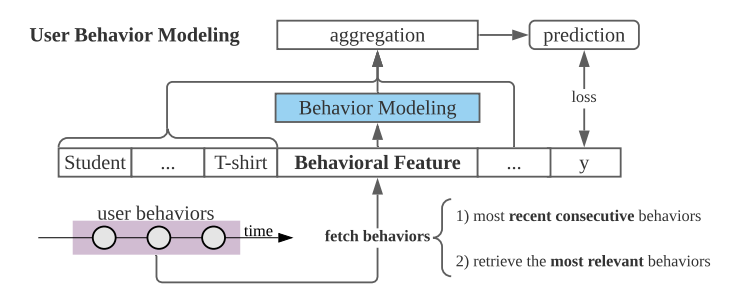 User Behavior Modeling
aggregation
prediction
loss
Behavior Modeling
Student
...
T-shirt
Behavioral Feature
...
y
user behaviors
time
fetch behaviors
1) most recent consecutive behaviors
2) retrieve the most relevant behaviors